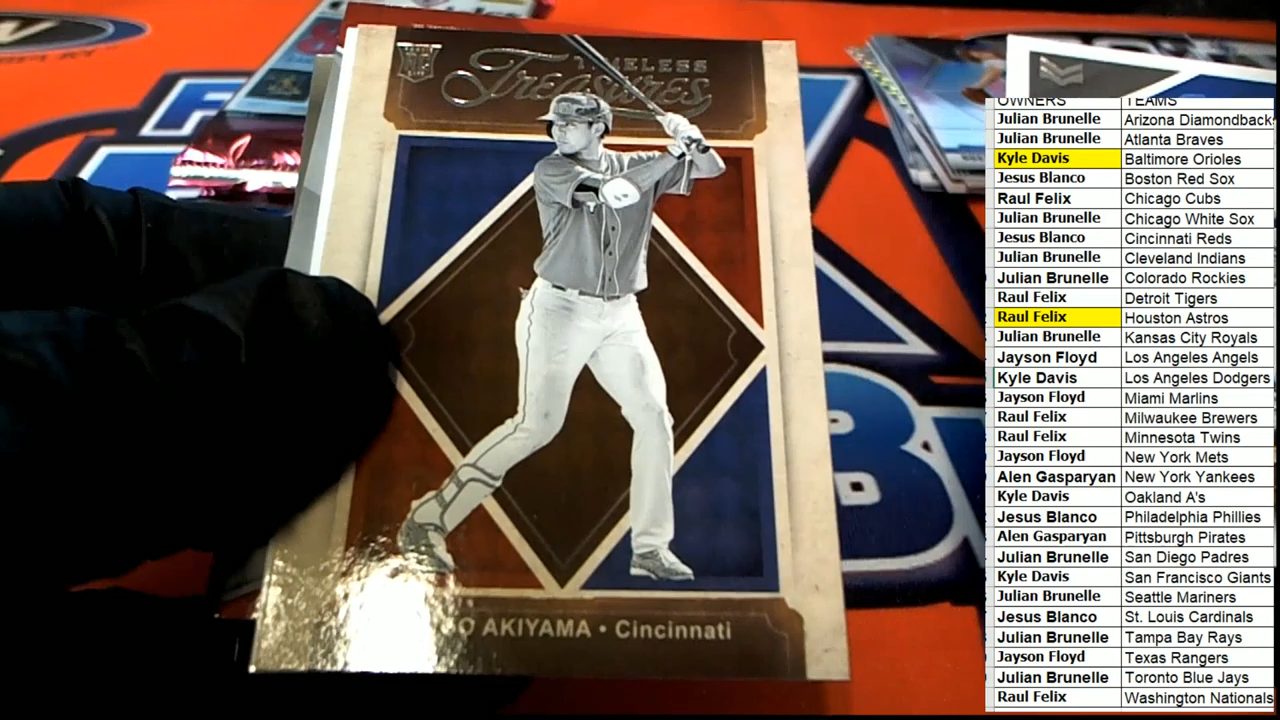 TIMELESS
Treasures
O AKIYAMA • Cincinnati
OWNERS TEAMS
Julian Brunelle Arizona Diamondbacks
Julian Brunelle Atlanta Braves
Kyle Davis Baltimore Orioles
Jesus Blanco Boston Red Sox
Raul Felix Chicago Cubs
Julian Brunelle Chicago White Sox
Jesus Blanco Cincinnati Reds
Julian Brunelle Cleveland Indians
Julian Brunelle Colorado Rockies
Raul Felix Detroit Tigers
Raul Felix Houston Astros
Julian Brunelle Kansas City Royals
Jayson Floyd Los Angeles Angels
Kyle Davis Los Angeles Dodgers
Jayson Floyd Miami Marlins
Raul Felix Milwaukee Brewers
Raul Felix Minnesota Twins
Jayson Floyd New York Mets
Alen Gasparyan New York Yankees
Kyle Davis Oakland A's
Jesus Blanco Philadelphia Phillies
Alen Gasparyan Pittsburgh Pirates
Julian Brunelle San Diego Padres
Kyle Davis San Francisco Giants
Julian Brunelle Seattle Mariners
Jesus Blanco St. Louis Cardinals
Julian Brunelle Tampa Bay Rays
Jayson Floyd Texas Rangers
Julian Brunelle Toronto Blue Jays
Raul Felix Washington Nationals